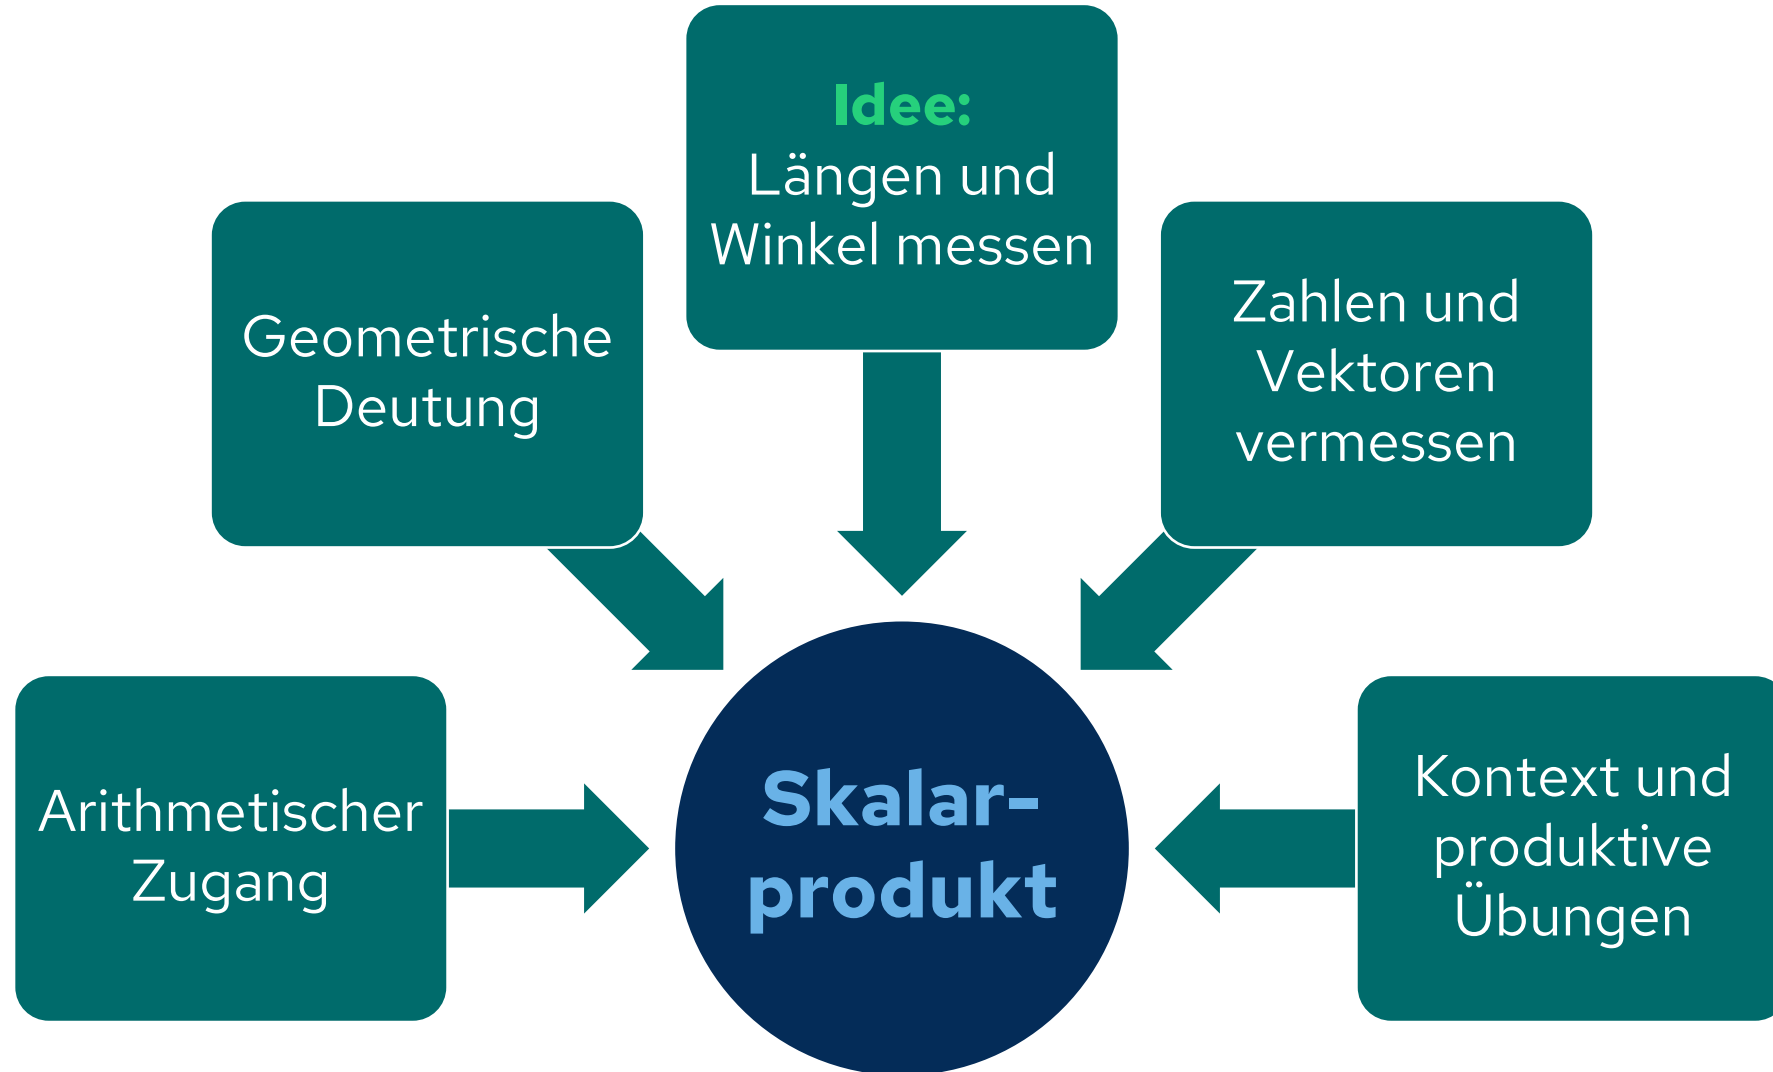 Idee:
Längen und
Winkel messen
Geometrische
Deutung
Zahlen und
Vektoren
vermessen
Arithmetischer
Zugang
Skalar-
produkt
Kontext und
produktive
Übungen